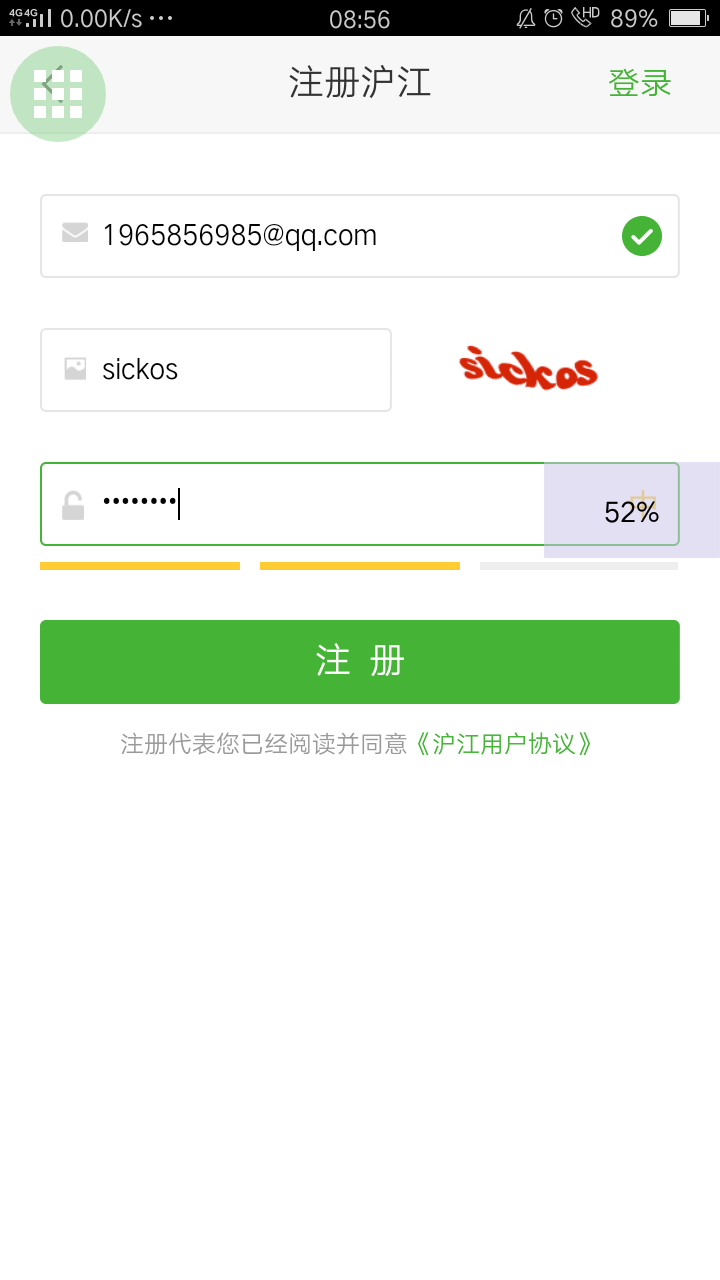 4G 4G 0.00K/s ··· 08:56 HD 89%
注册沪江 登录
1965856985@qq.com
sickos sickos
•••••••• 中 52%
注 册
注册代表您已经阅读并同意《沪江用户协议》